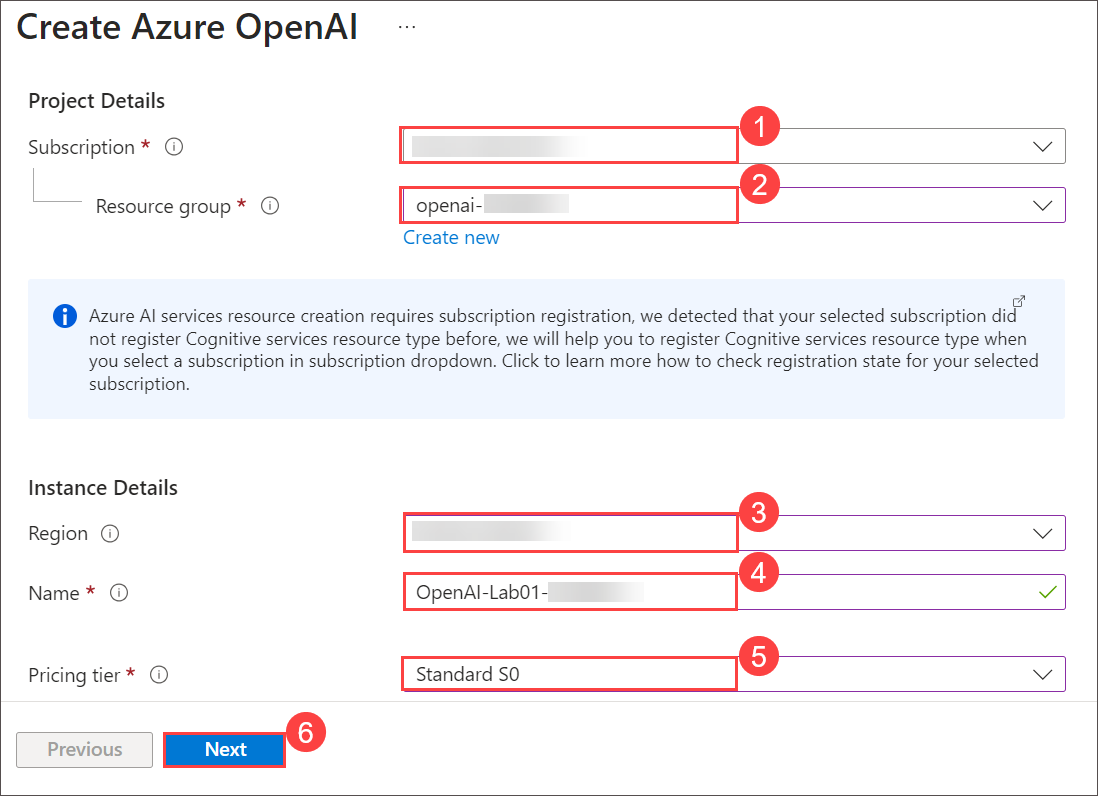 Create Azure OpenAI ...
Project Details
Subscription *
1
Resource group *
openai-
2
Create new
Azure AI services resource creation requires subscription registration, we detected that your selected subscription did
not register Cognitive services resource type before, we will help you to register Cognitive services resource type when
you select a subscription in subscription dropdown. Click to learn more how to check registration state for your selected
subscription.
Instance Details
Region
3
Name *
OpenAI-Lab01-
4
Pricing tier *
Standard S0
5
Previous
Next
6